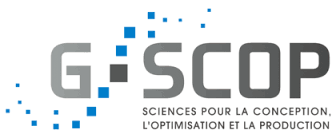 G-SCOP
SCIENCES POUR LA CONCEPTION,
L'OPTIMISATION ET LA PRODUCTION